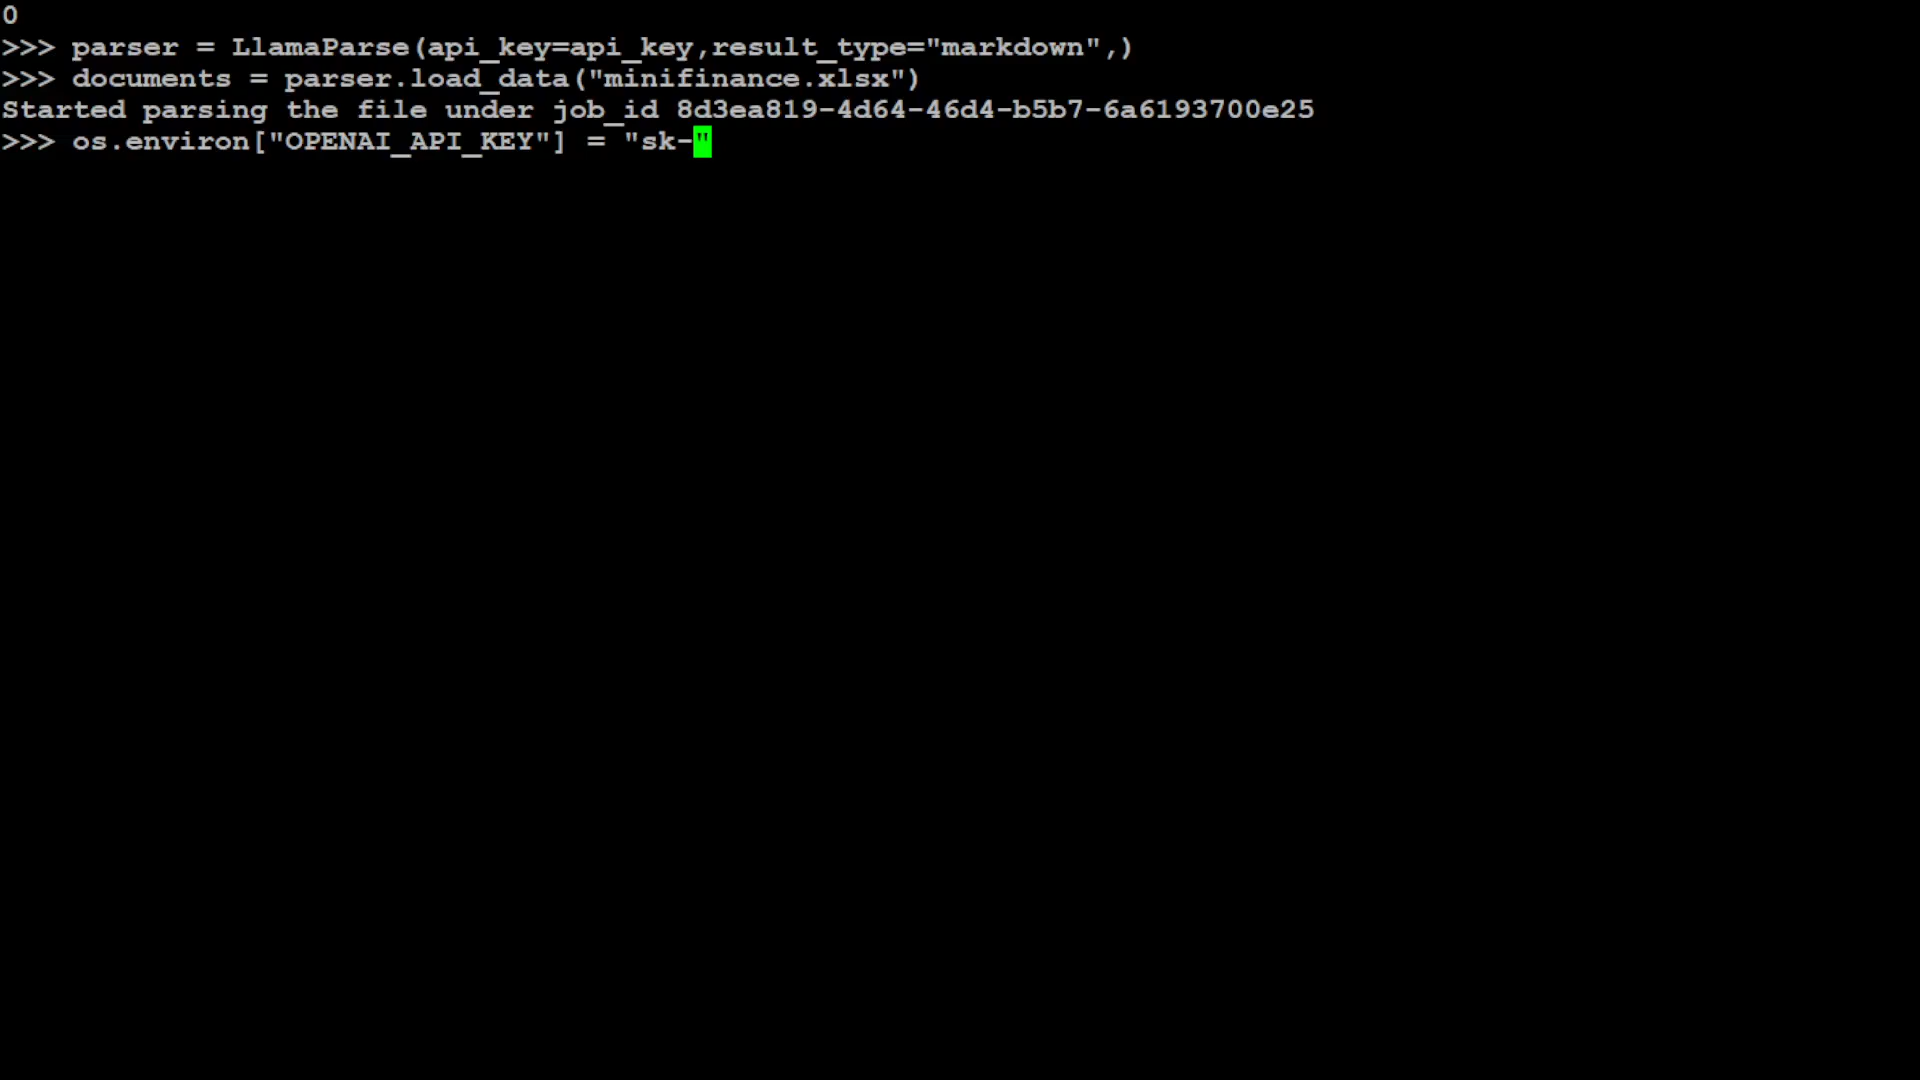 0
>>> parser = LlamaParse(api_key=api_key,result_type="markdown",)
>>> documents = parser.load_data("minifinance.xlsx")
Started parsing the file under job_id 8d3ea819-4d64-46d4-b5b7-6a6193700e25
>>> os.environ["OPENAI_API_KEY"] = "sk-"